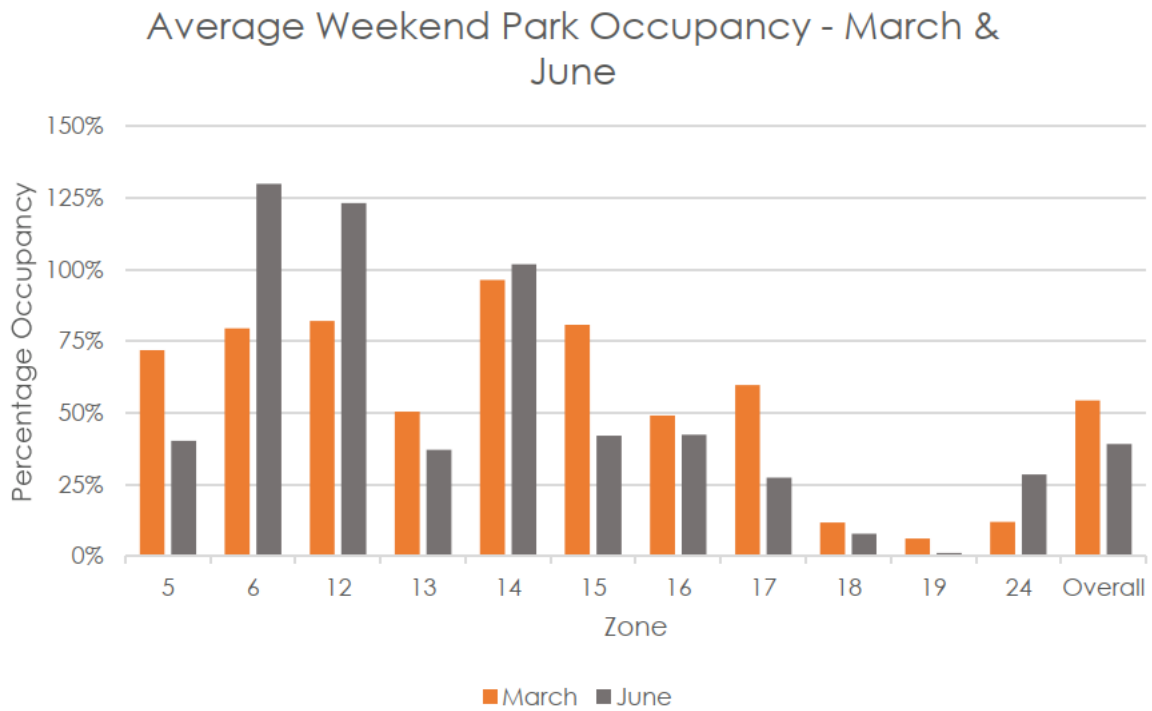 Average Weekend Park Occupancy - March &
June
150%
125%
100%
75%
50%
25%
0%
Percentage Occupancy
5 6 12 13 14 15 16 17 18 19 24 Overall
Zone
March June